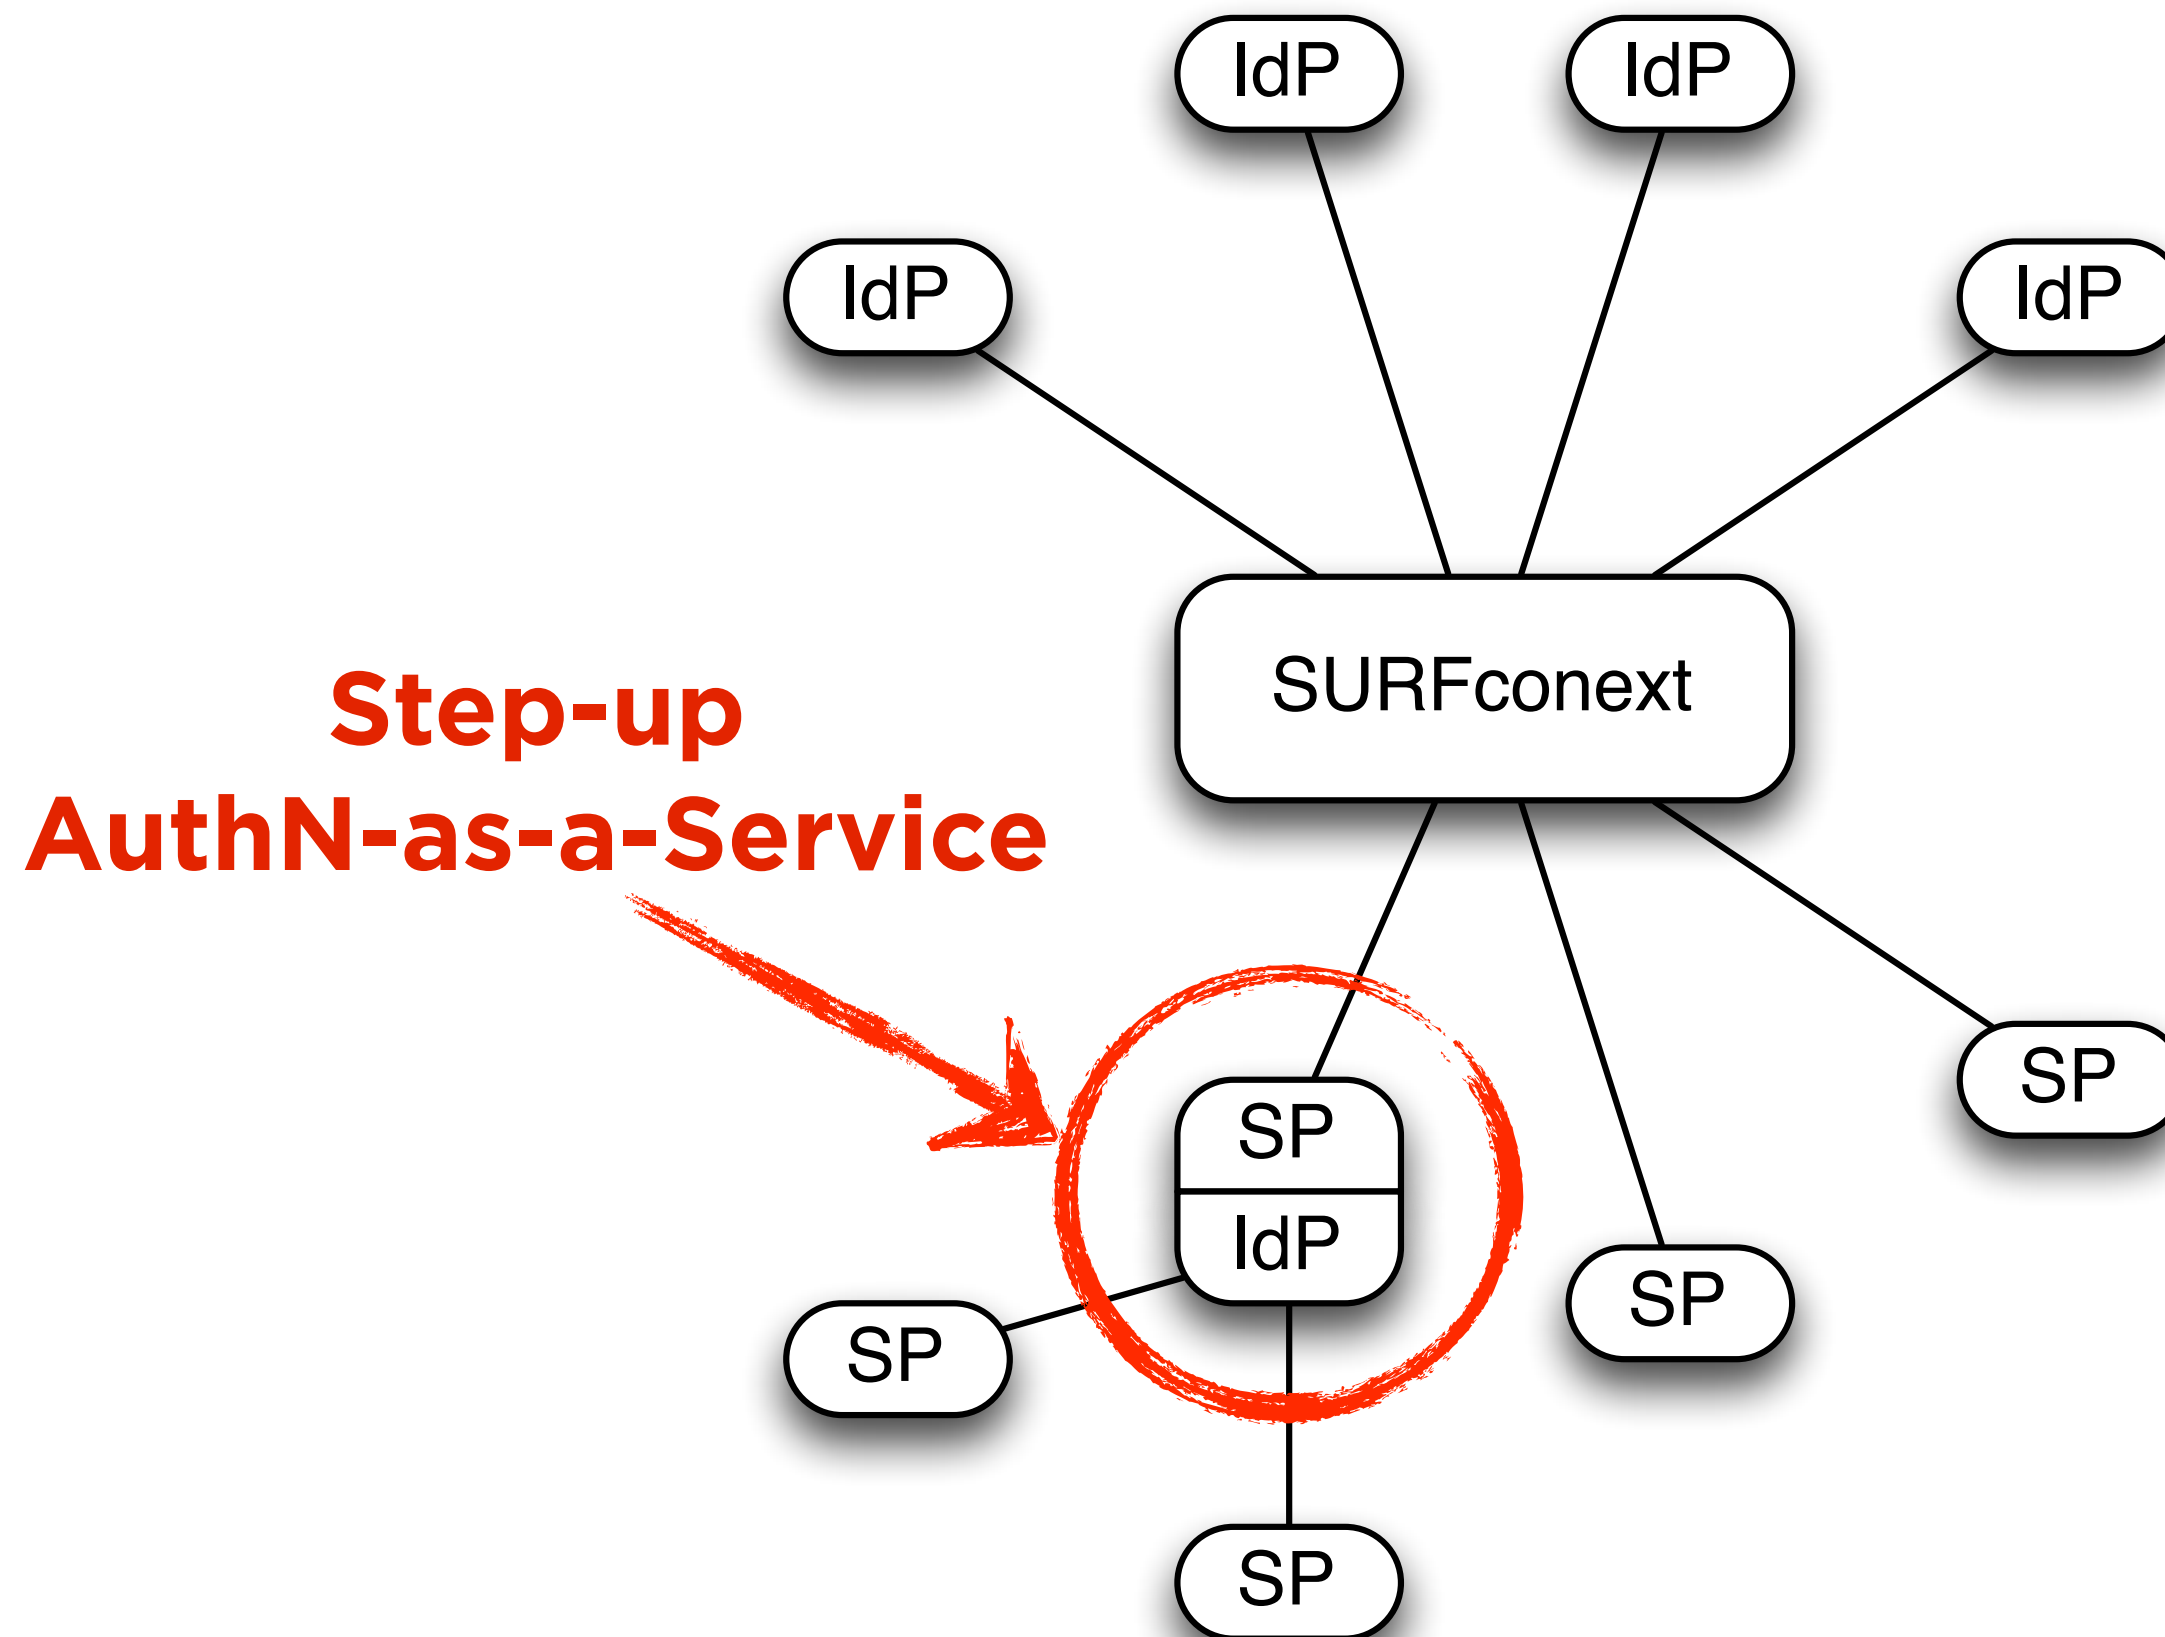 IdP
IdP
IdP
IdP
SURFconext
Step-up
AuthN-as-a-Service
SP
SP
IdP
SP
SP
SP